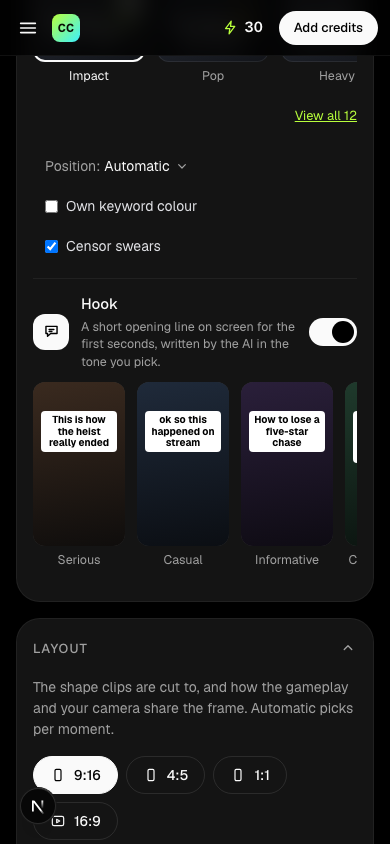 CC
30
Add credits
Impact
Pop
Heavy
View all 12
Position: Automatic
Own keyword colour
Censor swears
Hook
A short opening line on screen for the
first seconds, written by the AI in the
tone you pick.
This is how
the heist
really ended
ok so this
happened on
stream
How to lose a
five-star
chase
Serious
Casual
Informative
C
LAYOUT
The shape clips are cut to, and how the gameplay
and your camera share the frame. Automatic picks
per moment.
9:16
4:5
1:1
N
16:9